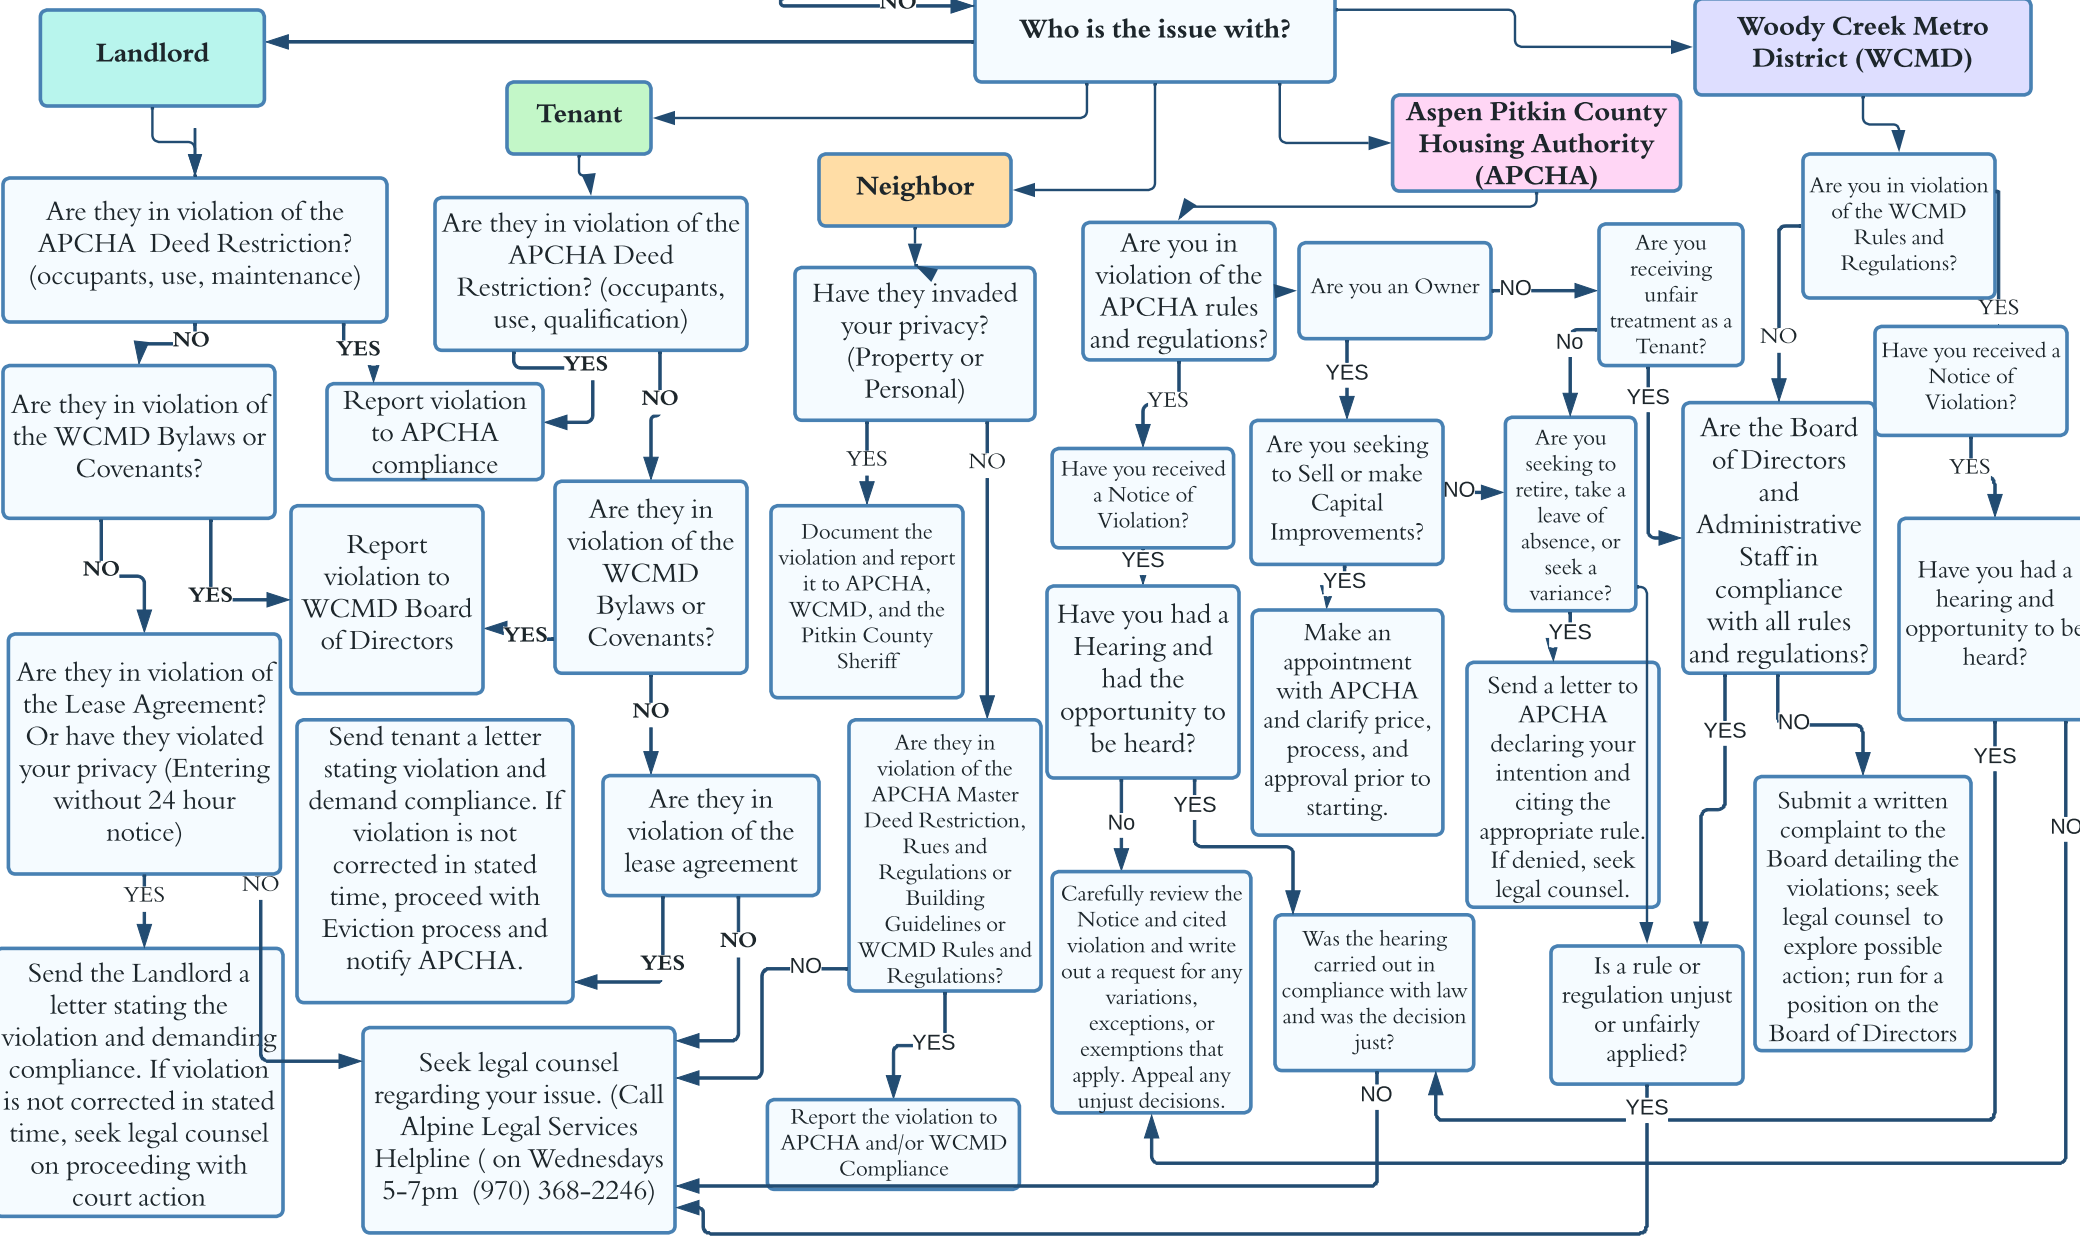 NO
Who is the issue with?
Landlord
Woody Creek Metro
District (WCMD)
Tenant
Aspen Pitkin County
Housing Authority
(APCHA)
Neighbor
Are they in violation of the
APCHA  Deed Restriction?
(occupants, use, maintenance)
NO
YES
Are they in violation of
the WCMD Bylaws or
Covenants?
Report violation
to APCHA
compliance
NO
YES
Report
violation to
WCMD Board
of Directors
Are they in violation of
the Lease Agreement?
Or have they violated
your privacy (Entering
without 24 hour
notice)
YES
NO
Send the Landlord a
letter stating the
violation and demanding
compliance. If violation
is not corrected in stated
time, seek legal counsel
on proceeding with
court action
Are they in violation of the
APCHA Deed
Restriction? (occupants,
use, qualification)
YES
NO
Are they in
violation of the
WCMD
Bylaws or
Covenants?
YES
NO
Are they in
violation of the
lease agreement
YES
NO
Send tenant a letter
stating violation and
demand compliance. If
violation is not
corrected in stated
time, proceed with
Eviction process and
notify APCHA.
Seek legal counsel
regarding your issue. (Call
Alpine Legal Services
Helpline ( on Wednesdays
5-7pm  (970) 368-2246)
Have they invaded
your privacy?
(Property or
Personal)
YES
NO
Document the
violation and report
it to APCHA,
WCMD, and the
Pitkin County
Sheriff
Are they in
violation of the
APCHA Master
Deed Restriction,
Rues and
Regulations or
Building
Guidelines or
WCMD Rules and
Regulations?
NO
YES
Report the violation to
APCHA and/or WCMD
Compliance
Are you in
violation of the
APCHA rules
and regulations?
YES
Have you received
a Notice of
Violation?
YES
Have you had a
Hearing and
had the
opportunity to
be heard?
No
YES
Carefully review the
Notice and cited
violation and write
out a request for any
variations,
exceptions, or
exemptions that
apply. Appeal any
unjust decisions.
Was the hearing
carried out in
compliance with law
and was the decision
just?
NO
Are you an Owner
NO
YES
Are you seeking
to Sell or make
Capital
Improvements?
NO
YES
Make an
appointment
with APCHA
and clarify price,
process, and
approval prior to
starting.
Are you
receiving
unfair
treatment as a
Tenant?
No
YES
Are you
seeking to
retire, take a
leave of
absence, or
seek a
variance?
YES
Send a letter to
APCHA
declaring your
intention and
citing the
appropriate rule.
If denied, seek
legal counsel.
Is a rule or
regulation unjust
or unfairly
applied?
YES
Are you in violation
of the WCMD
Rules and
Regulations?
NO
YES
Are the Board
of Directors
and
Administrative
Staff in
compliance
with all rules
and regulations?
YES
NO
Submit a written
complaint to the
Board detailing the
violations; seek
legal counsel  to
explore possible
action; run for a
position on the
Board of Directors
Have you received a
Notice of
Violation?
YES
Have you had a
hearing and
opportunity to be
heard?
YES
NO